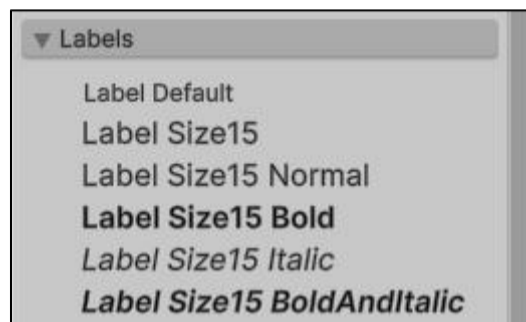 Labels
Label Default
Label Size15
Label Size15 Normal
Label Size15 Bold
Label Size15 Italic
Label Size15 BoldAndItalic